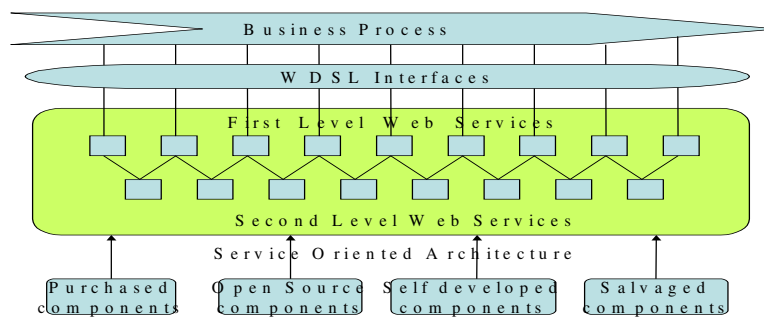 Business Process
WDSL Interfaces
First Level Web Services
Second Level Web Services
Service Oriented Architecture
Purchased components
Open Source components
Self developed components
Salvaged components